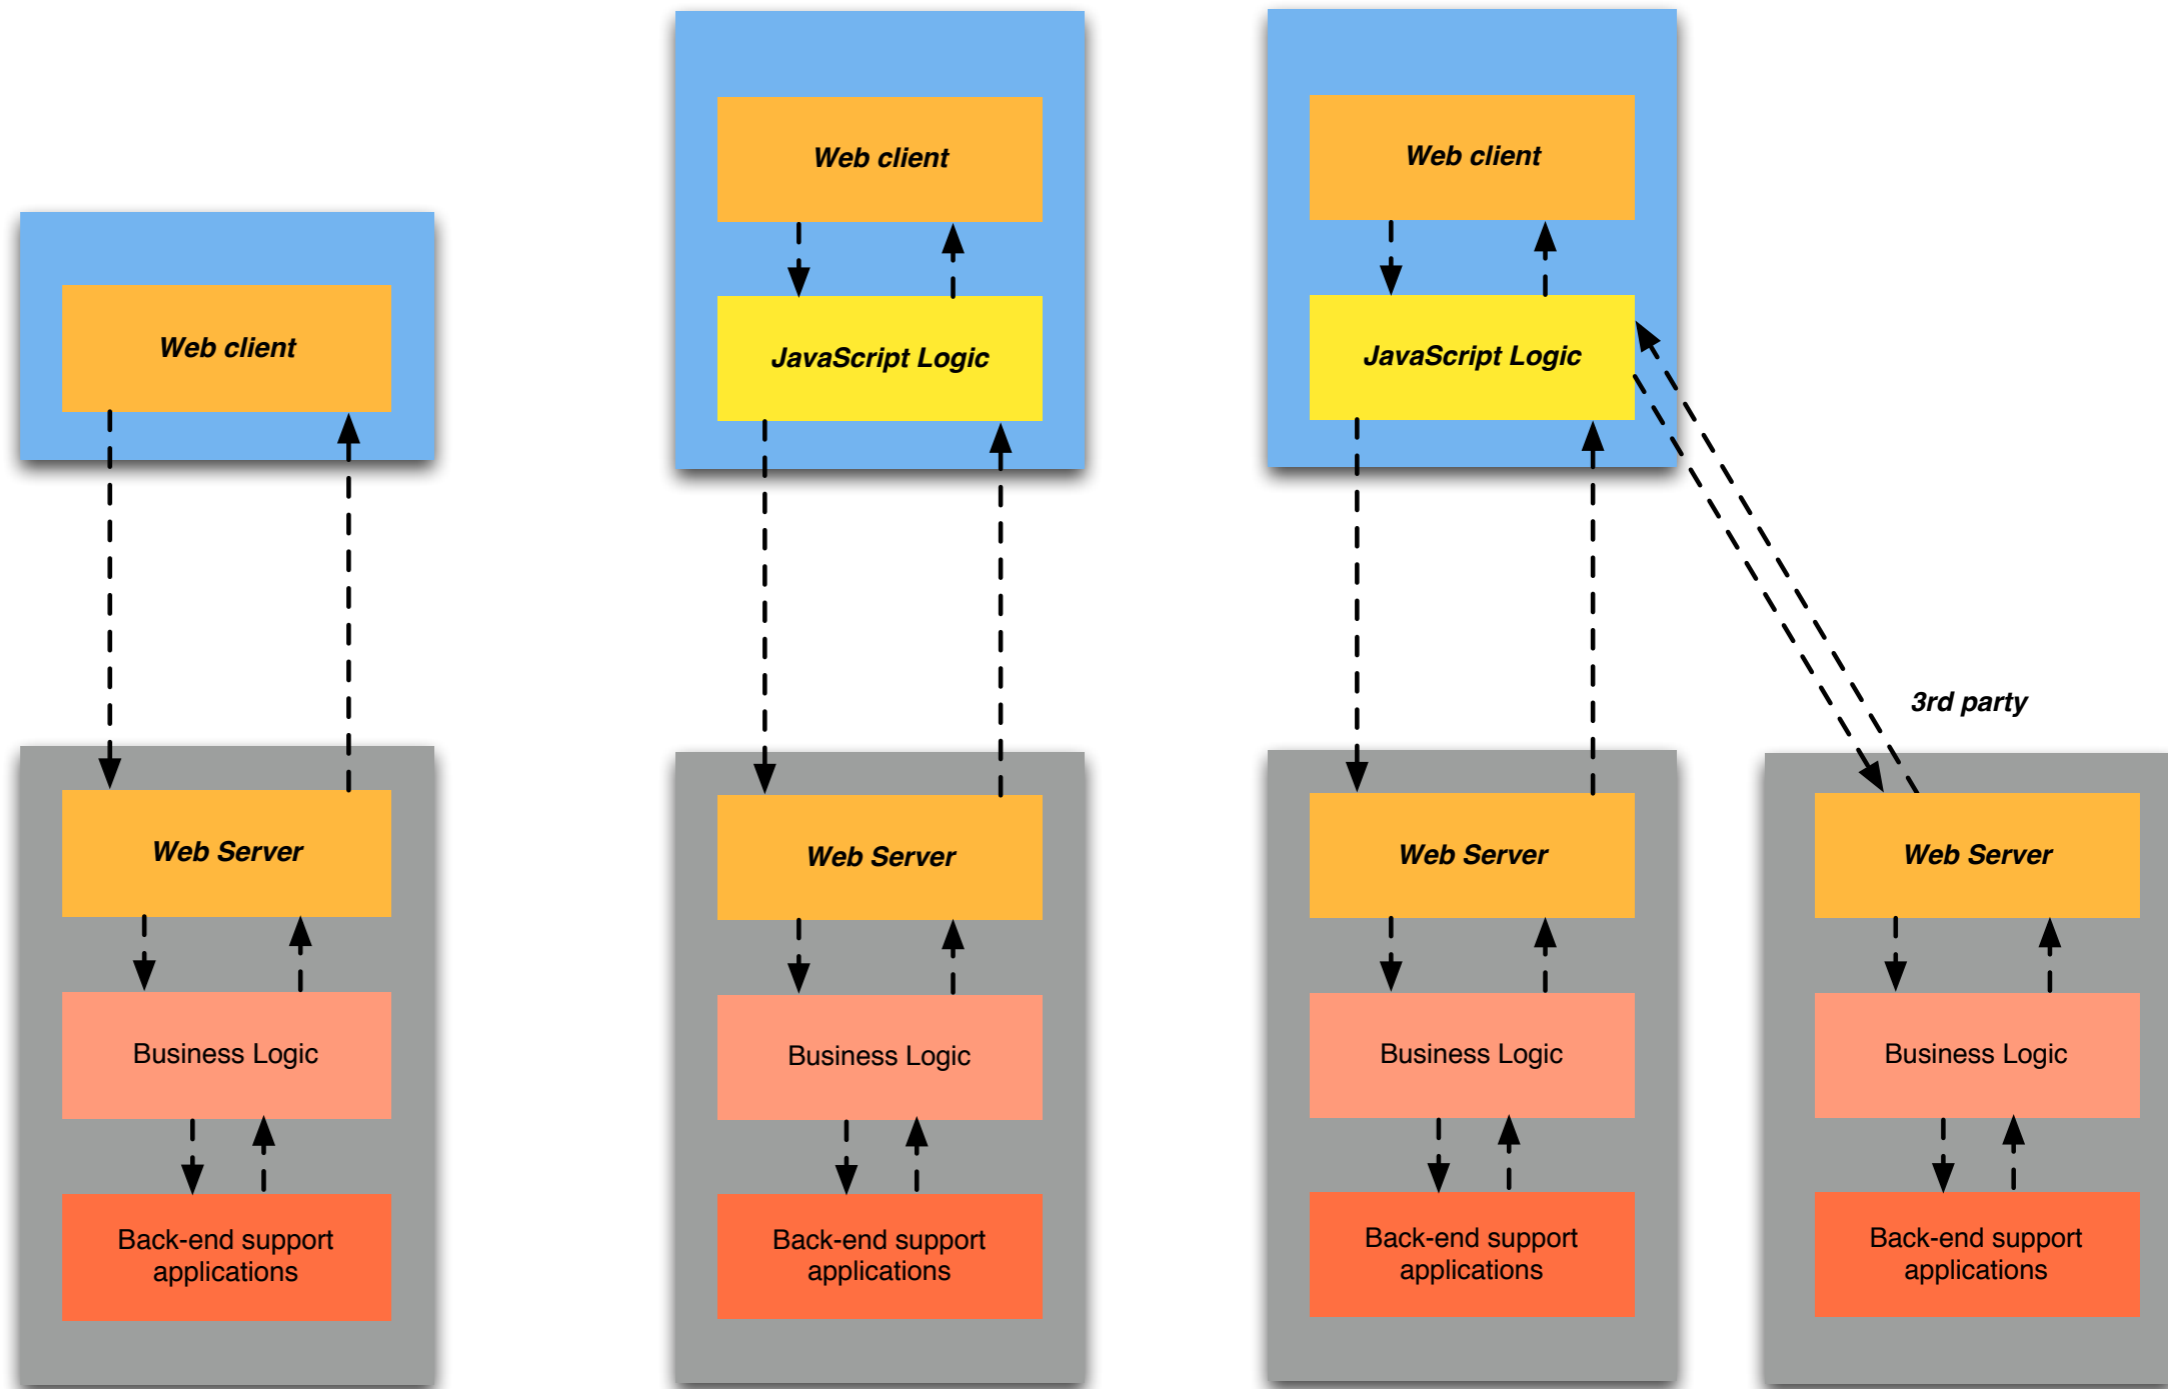 Web client
Web Server
Business Logic
Back-end support
applications
Web client
JavaScript Logic
Web Server
Business Logic
Back-end support
applications
Web client
JavaScript Logic
Web Server
Business Logic
Back-end support
applications
3rd party
Web Server
Business Logic
Back-end support
applications